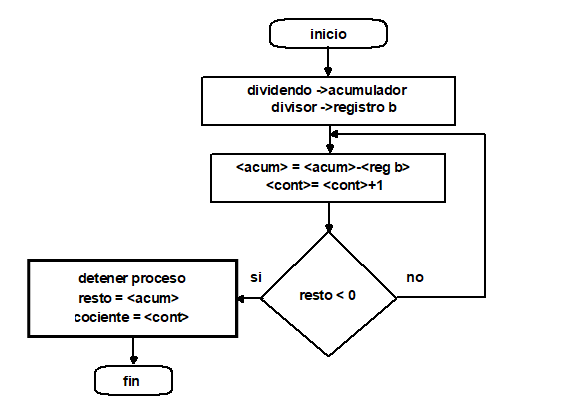 inicio
dividendo ->acumulador
divisor ->registro b
<acum> = <acum>-<reg b>
<cont>= <cont>+1
si
no
resto < 0
detener proceso
resto = <acum>
cociente = <cont>
fin